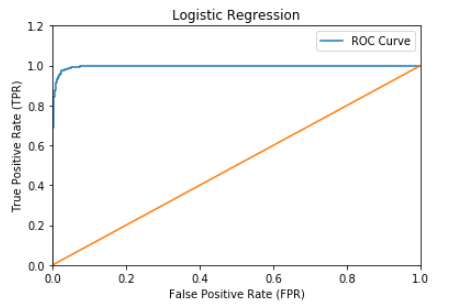 Logistic Regression
ROC Curve
True Positive Rate (TPR)
1.2
1.0
0.8
0.6
0.4
0.2
0.0
0.0 0.2 0.4 0.6 0.8 1.0
False Positive Rate (FPR)